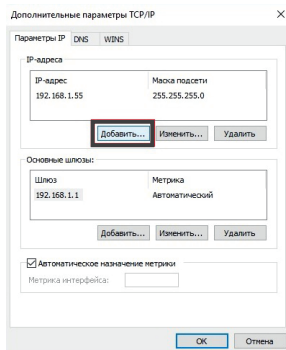 Дополнительные параметры TCP/IP
Параметры IP DNS WINS
IP-адреса
IP-адрес Маска подсети
192.168.1.55 255.255.255.0
Добавить... Изменить... Удалить
Основные шлюзы:
Шлюз Метрика
192.168.1.1 Автоматический
Добавить... Изменить... Удалить
Автоматическое назначение метрики
Метрика интерфейса:
OK Отмена